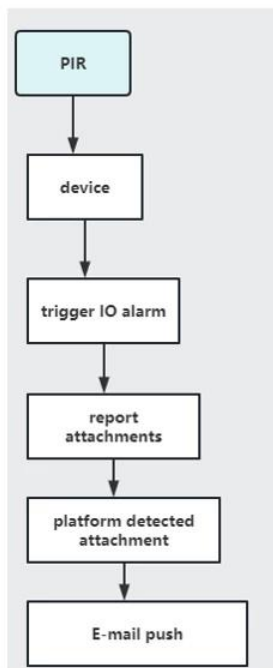 PIR
device
trigger IO alarm
report
attachments
platform detected
attachment
E-mail push